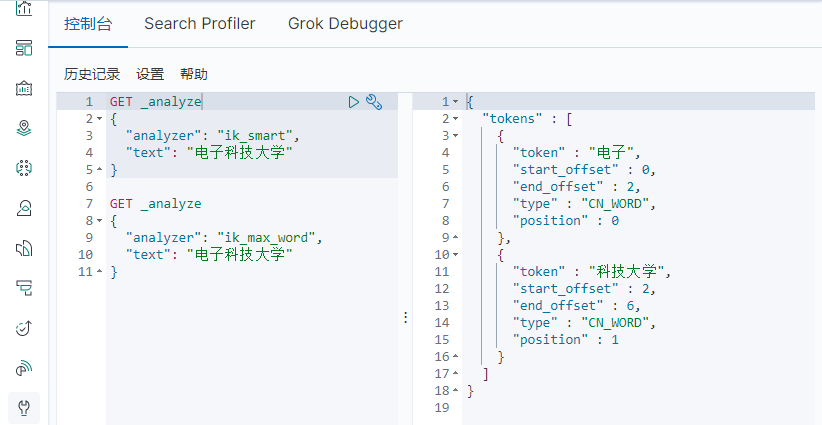 控制台 Search Profiler Grok Debugger
历史记录 设置 帮助
1 GET _analyze
2 {
3 "analyzer": "ik_smart",
4 "text": "电子科技大学"
5 }
6
7 GET _analyze
8 {
9 "analyzer": "ik_max_word",
10 "text": "电子科技大学"
11 }
1 {
2 "tokens" : [
3 {
4 "token" : "电子",
5 "start_offset" : 0,
6 "end_offset" : 2,
7 "type" : "CN_WORD",
8 "position" : 0
9 },
10 {
11 "token" : "科技大学",
12 "start_offset" : 2,
13 "end_offset" : 6,
14 "type" : "CN_WORD",
15 "position" : 1
16 }
17 ]
18 }
19